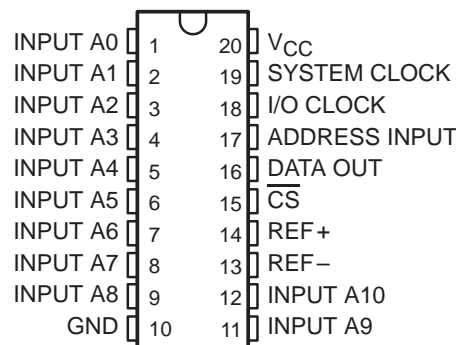 INPUT A0 1 20 VCC
INPUT A1 2 19 SYSTEM CLOCK
INPUT A2 3 18 I/O CLOCK
INPUT A3 4 17 ADDRESS INPUT
INPUT A4 5 16 DATA OUT
INPUT A5 6 15 C̅S̅
INPUT A6 7 14 REF+
INPUT A7 8 13 REF−
INPUT A8 9 12 INPUT A10
GND 10 11 INPUT A9